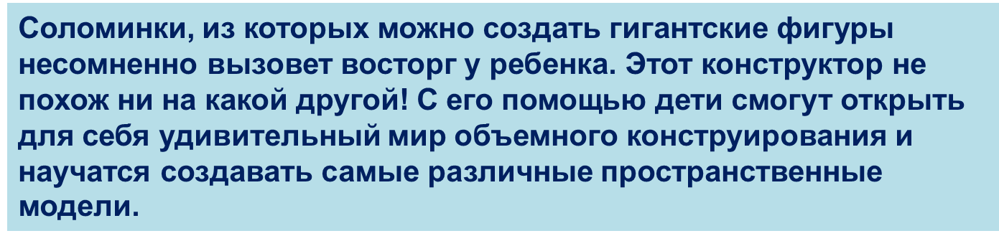 Соломинки, из которых можно создать гигантские фигуры
несомненно вызовет восторг у ребенка. Этот конструктор не
похож ни на какой другой! С его помощью дети смогут открыть
для себя удивительный мир объемного конструирования и
научатся создавать самые различные пространственные
модели.